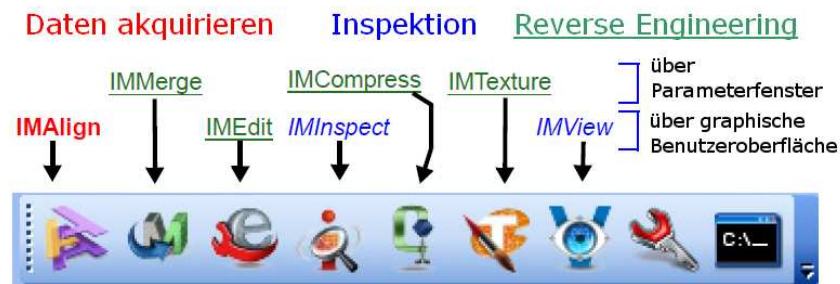 Daten akquirieren Inspektion Reverse Engineering
IMMerge IMCompress IMTexture über
Parameterfenster
IMAlign IMEdit IMInspect IMView über graphische
Benutzeroberfläche
C:\_